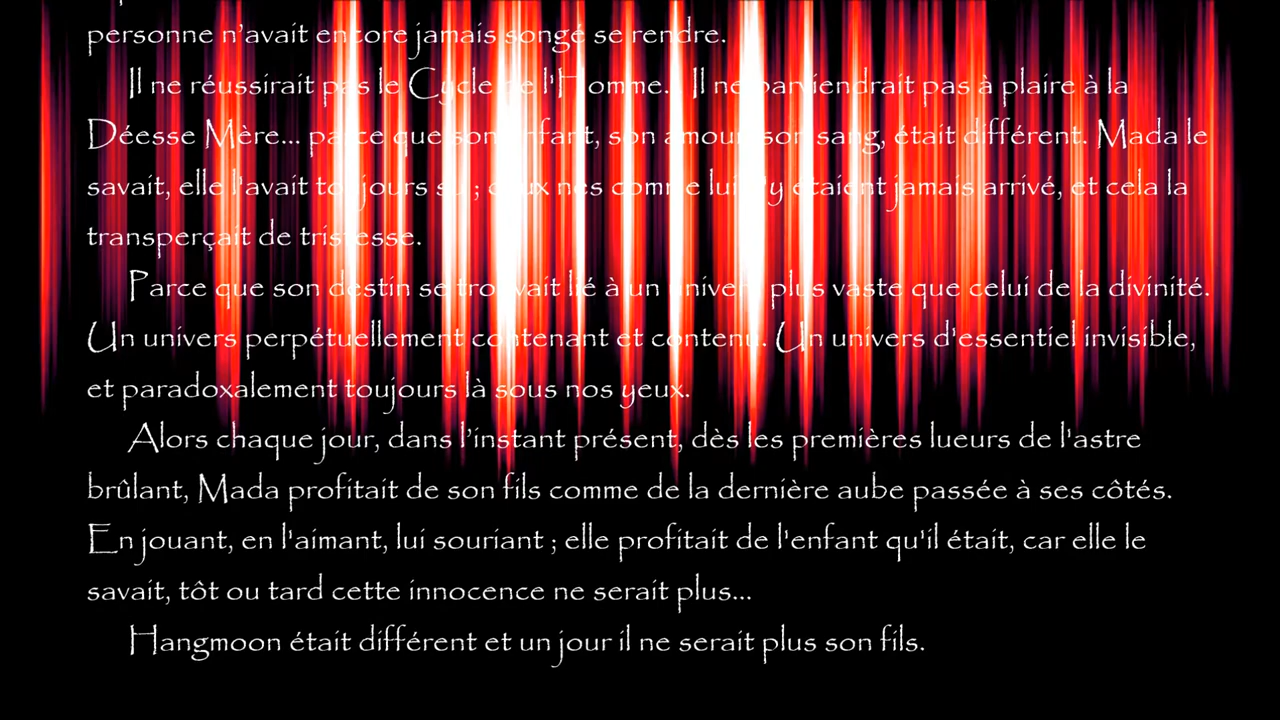 personne n’avait encore jamais songé se rendre.
Il ne réussirait pas le Cycle de l'Homme... Il ne parviendrait pas à plaire à la
Déesse Mère... parce que son enfant, son amour, son sang, était différent. Mada le
savait, elle l'avait toujours su ; ceux nés comme lui n'y étaient jamais arrivé, et cela la
transperçait de tristesse.
Parce que son destin se trouvait lié à un univers plus vaste que celui de la divinité.
Un univers perpétuellement contenant et contenu. Un univers d'essentiel invisible,
et paradoxalement toujours là sous nos yeux.
Alors chaque jour, dans l’instant présent, dès les premières lueurs de l'astre
brûlant, Mada profitait de son fils comme de la dernière aube passée à ses côtés.
En jouant, en l'aimant, lui souriant ; elle profitait de l'enfant qu'il était, car elle le
savait, tôt ou tard cette innocence ne serait plus...
Hangmoon était différent et un jour il ne serait plus son fils.